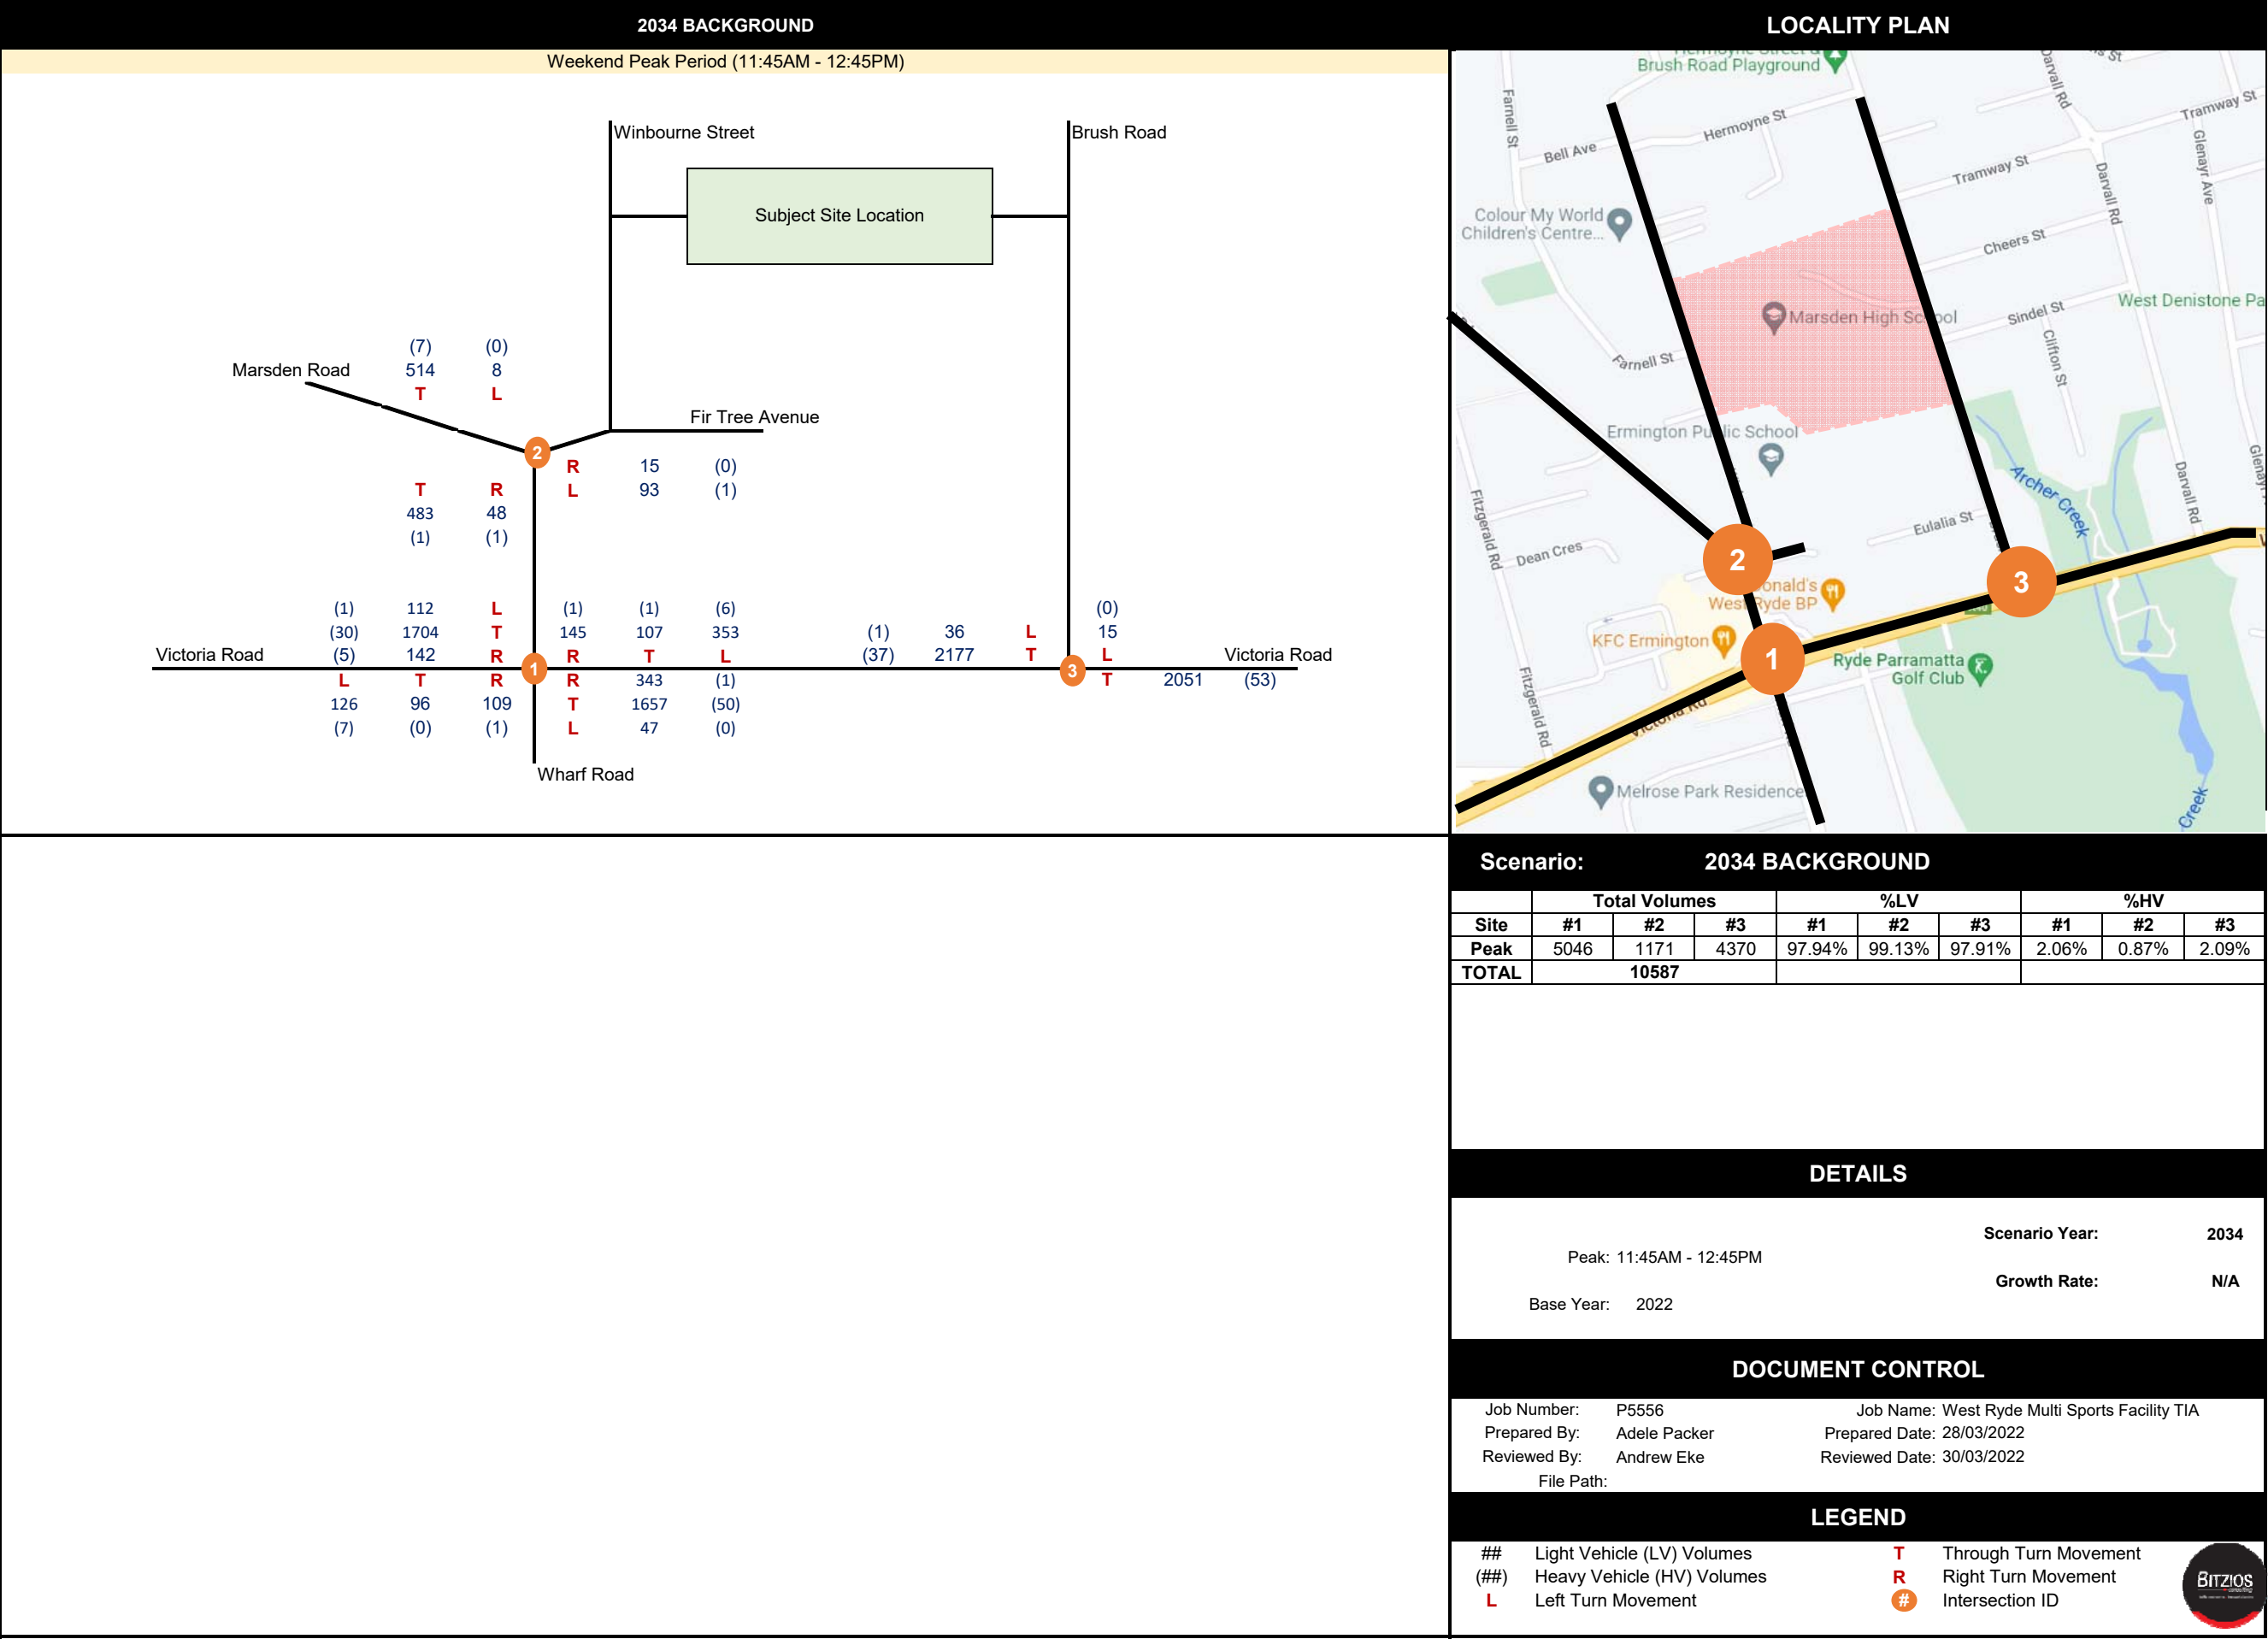 2034 BACKGROUND
Weekend Peak Period (11:45AM - 12:45PM)
Winbourne Street
Brush Road
Subject Site Location
(7) (0)
Marsden Road 514 8
T L
Fir Tree Avenue
2
R 15 (0)
T R L 93 (1)
483 48
(1) (1)
(1) 112 L (1) (1) (6) (0)
(30) 1704 T 145 107 353 (1) 36 L 15
Victoria Road (5) 142 R R T L (37) 2177 T L Victoria Road
1 3
L T R R 343 (1) T 2051 (53)
126 96 109 T 1657 (50)
(7) (0) (1) L 47 (0)
Wharf Road
LOCALITY PLAN
Brush Road Playground
Farnell St
Bell Ave
Hermoyne St
Darvall Rd
Tramway St
Glenayr Ave
Tramway St
Darvall Rd
Colour My World
Children's Centre...
Cheers St
West Denistone Pa
Marsden High School
Sindel St
Clifton St
Farnell St
Ermington Public School
Archer Creek
Darvall Rd
Glenayr
Fitzgerald Rd
Eulalia St
Dean Cres
2
3
onald's
West Ryde BP
KFC Ermington
1
Ryde Parramatta
Golf Club
Fitzgerald Rd
Victoria Rd
Melrose Park Residence
Creek
Scenario: 2034 BACKGROUND
Total Volumes %LV %HV
Site #1 #2 #3 #1 #2 #3 #1 #2 #3
Peak 5046 1171 4370 97.94% 99.13% 97.91% 2.06% 0.87% 2.09%
TOTAL 10587
DETAILS
Scenario Year: 2034
Peak: 11:45AM - 12:45PM
Growth Rate: N/A
Base Year: 2022
DOCUMENT CONTROL
Job Number: P5556 Job Name: West Ryde Multi Sports Facility TIA
Prepared By: Adele Packer Prepared Date: 28/03/2022
Reviewed By: Andrew Eke Reviewed Date: 30/03/2022
File Path:
LEGEND
## Light Vehicle (LV) Volumes T Through Turn Movement
(##) Heavy Vehicle (HV) Volumes R Right Turn Movement
L Left Turn Movement # Intersection ID
BITZIOS